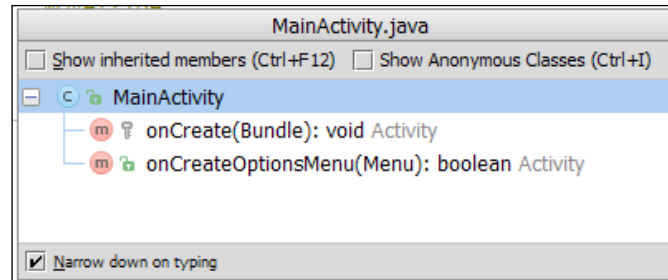 MainActivity.java
Show inherited members (Ctrl+F12) Show Anonymous Classes (Ctrl+I)
C MainActivity
m onCreate(Bundle): void Activity
m onCreateOptionsMenu(Menu): boolean Activity
Narrow down on typing